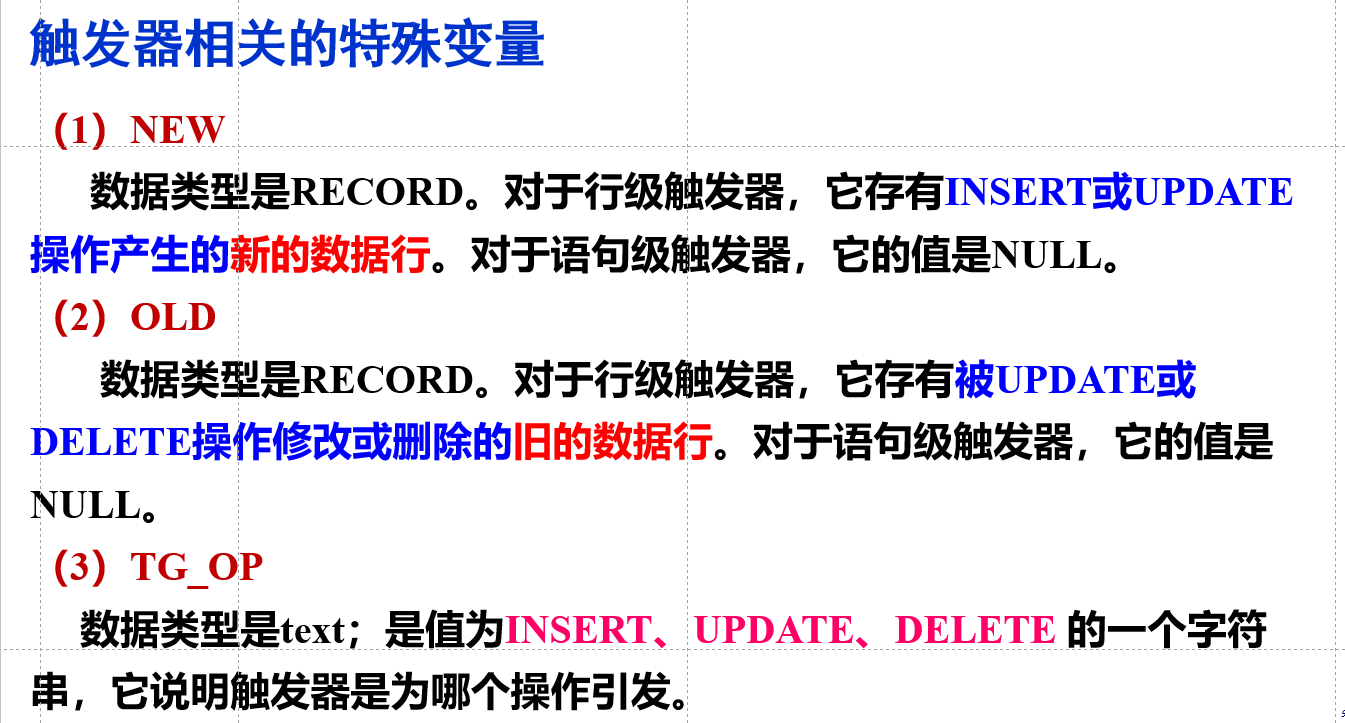 触发器相关的特殊变量
（1）NEW
数据类型是RECORD。对于行级触发器，它存有INSERT或UPDATE
操作产生的新的数据行。对于语句级触发器，它的值是NULL。
（2）OLD
数据类型是RECORD。对于行级触发器，它存有被UPDATE或
DELETE操作修改或删除的旧的数据行。对于语句级触发器，它的值是
NULL。
（3）TG_OP
数据类型是text；是值为INSERT、UPDATE、DELETE 的一个字符
串，它说明触发器是为哪个操作引发。